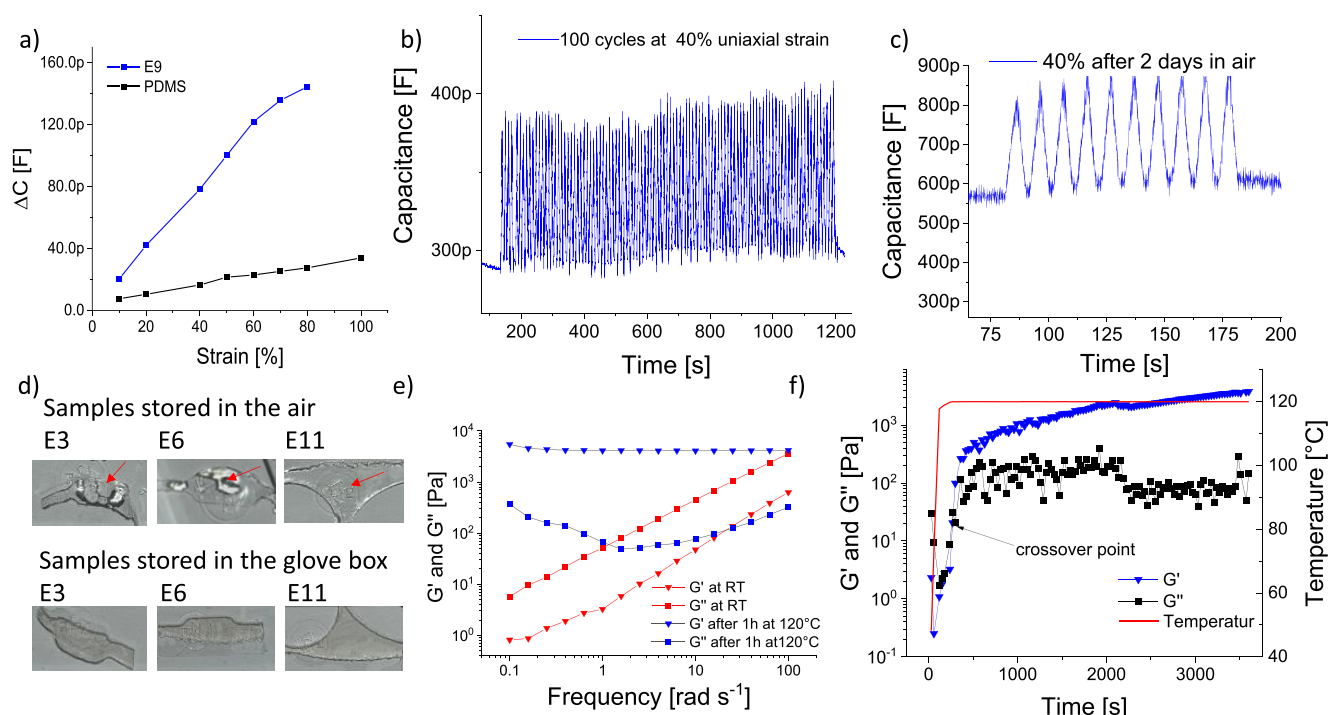 a)
160.0p
120.0p
80.0p
40.0p
0.0
ΔC [F]
E9
PDMS
0 20 40 60 80 100
Strain [%]
b)
100 cycles at 40% uniaxial strain
400p
300p
Capacitance [F]
200 400 600 800 1000 1200
Time [s]
c)
40% after 2 days in air
900p
800p
700p
600p
500p
400p
300p
Capacitance [F]
75 100 125 150 175 200
Time [s]
d)
Samples stored in the air
E3 E6 E11
Samples stored in the glove box
E3 E6 E11
e)
10⁴
10³
10² 
10¹
10⁰
G' and G'' [Pa]
G' at RT
G'' at RT
G' after 1h at 120°C
G'' after 1h at120°C
0.1 1 10 100
Frequency [rad s⁻¹]
f)
10³
10²
10¹
10⁰
10⁻¹
G' and G'' [Pa]
crossover point
G'
G''
Temperatur
140
120
100
80
60
40
Temperature [°C]
0 1000 2000 3000
Time [s]